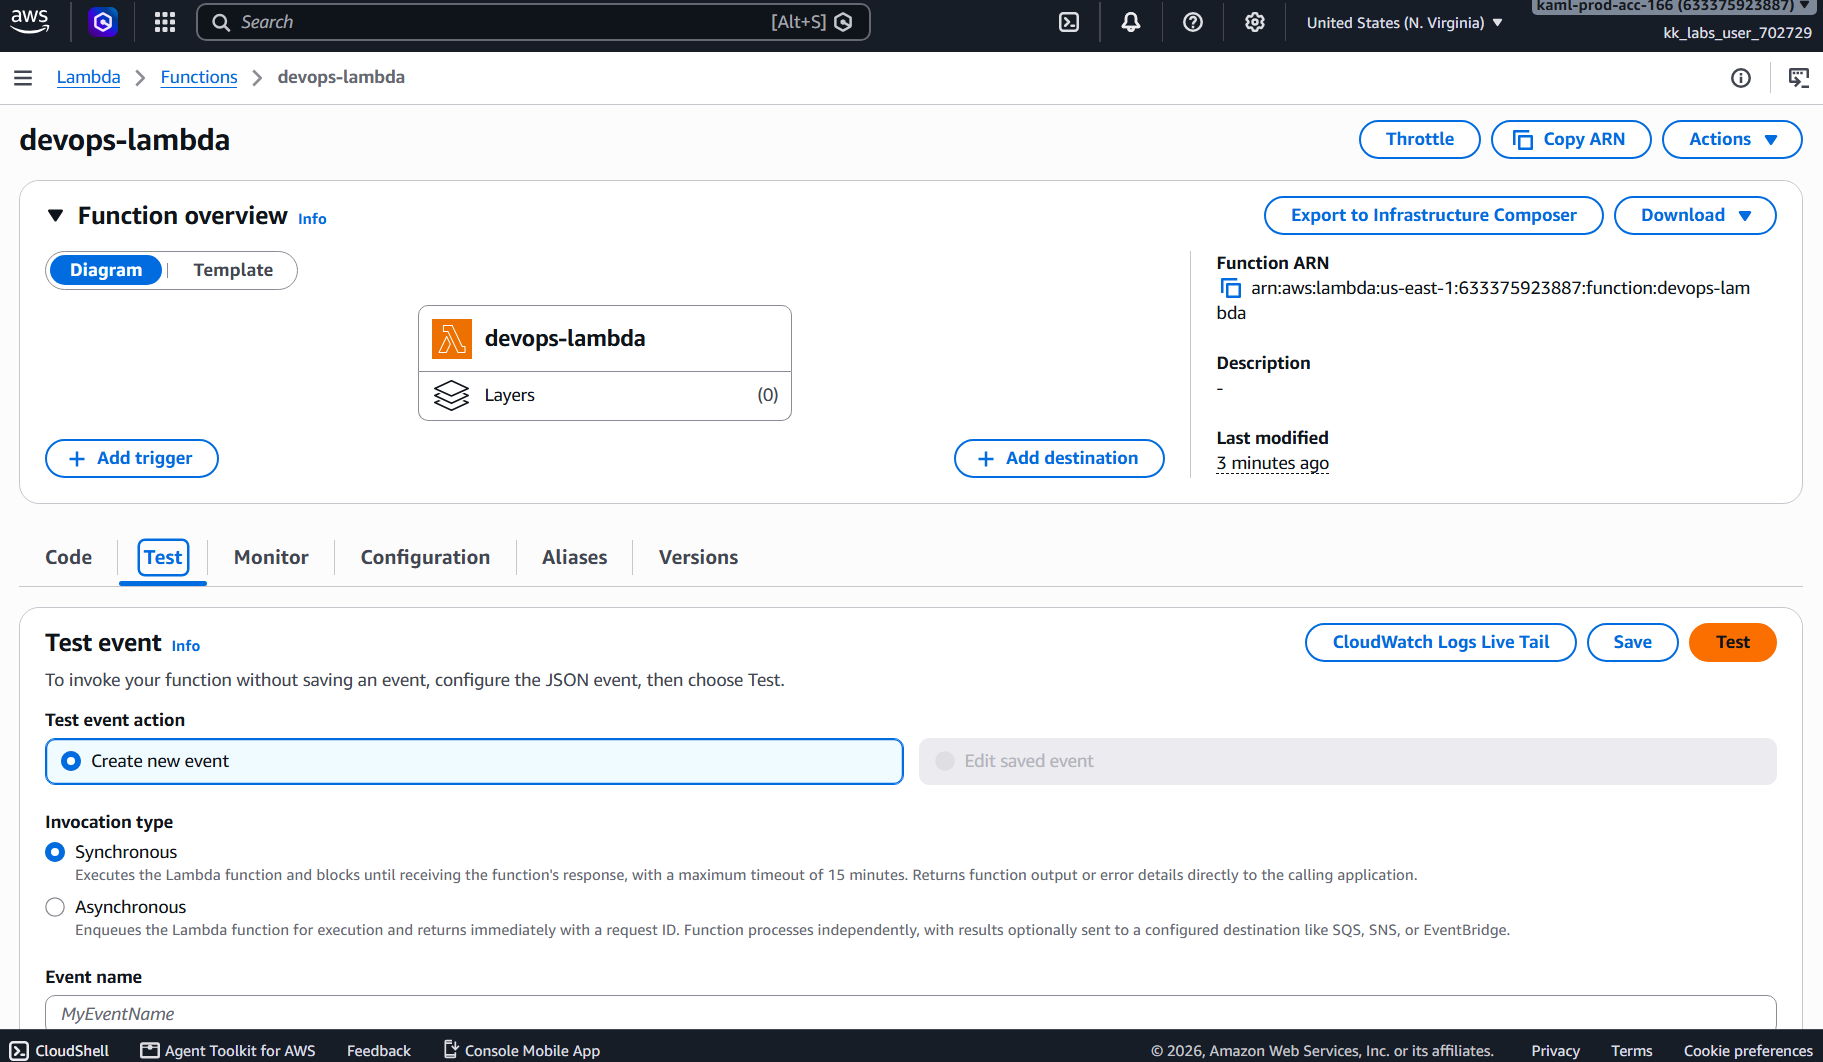 aws
Search
[Alt+S]
United States (N. Virginia)
kaml-prod-acc-166 (633375923887)
kk_labs_user_702729
Lambda
Functions
devops-lambda
devops-lambda
Throttle
Copy ARN
Actions
Function overview Info
Export to Infrastructure Composer
Download
Diagram
Template
devops-lambda
Layers
(0)
Add trigger
Add destination
Function ARN
arn:aws:lambda:us-east-1:633375923887:function:devops-lam
bda
Description
-
Last modified
3 minutes ago
Code
Test
Monitor
Configuration
Aliases
Versions
Test event Info
CloudWatch Logs Live Tail
Save
Test
To invoke your function without saving an event, configure the JSON event, then choose Test.
Test event action
Create new event
Edit saved event
Invocation type
Synchronous
Executes the Lambda function and blocks until receiving the function's response, with a maximum timeout of 15 minutes. Returns function output or error details directly to the calling application.
Asynchronous
Enqueues the Lambda function for execution and returns immediately with a request ID. Function processes independently, with results optionally sent to a configured destination like SQS, SNS, or EventBridge.
Event name
MyEventName
CloudShell
Agent Toolkit for AWS
Feedback
Console Mobile App
© 2026, Amazon Web Services, Inc. or its affiliates.
Privacy
Terms
Cookie preferences